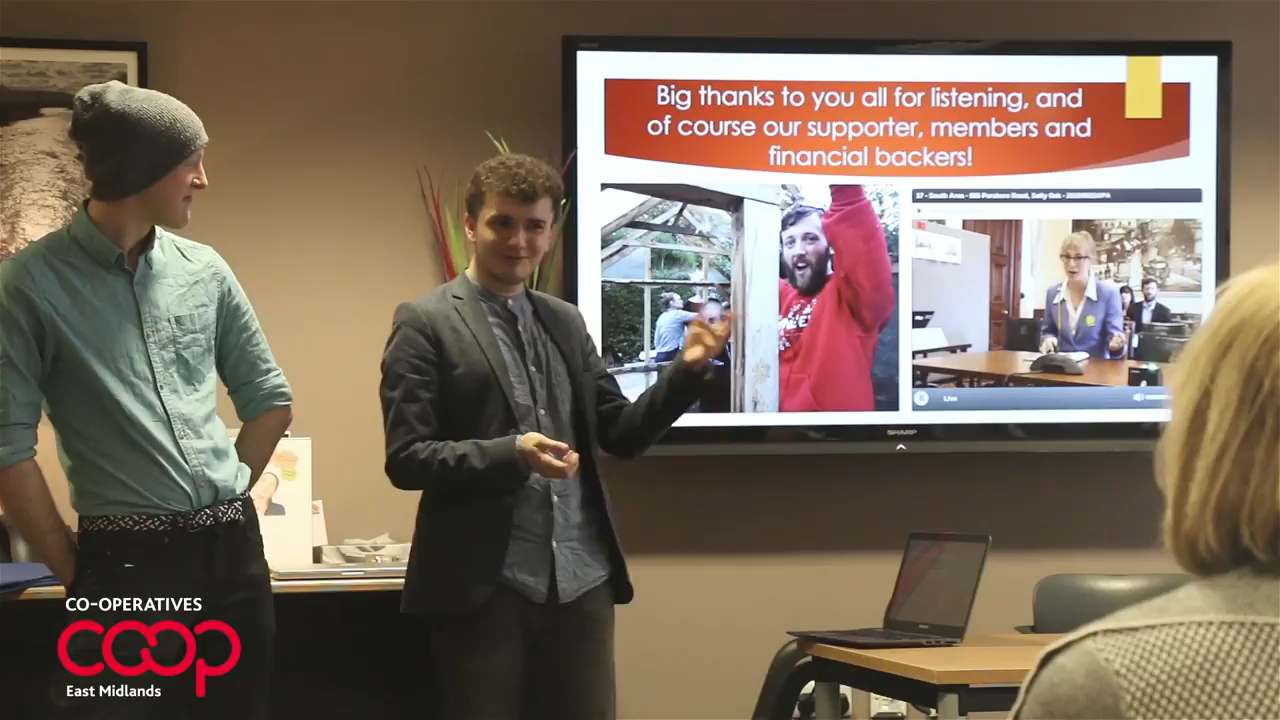 Big thanks to you all for listening, and
of course our supporter, members and
financial backers!
Live
SHARP
CO-OPERATIVES
coop
East Midlands